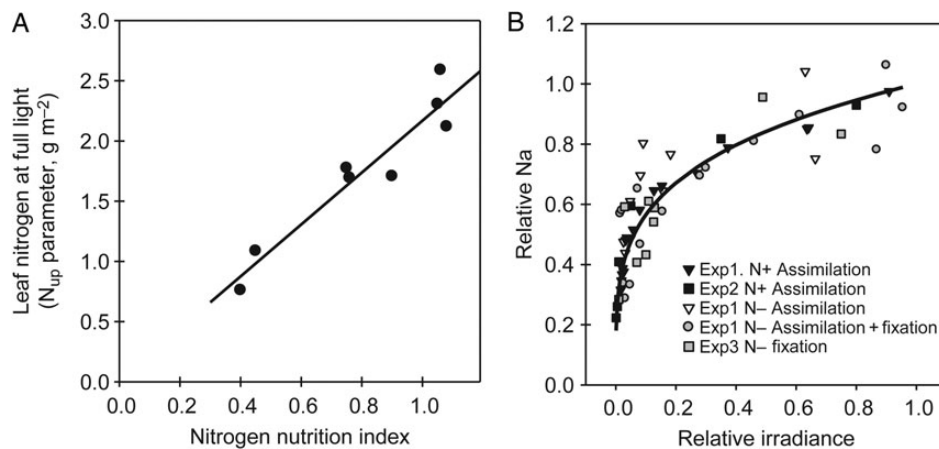 A
3.0
2.5
2.0
1.5
1.0
0.5
0.0
Leaf nitrogen at full light
(Nup parameter, g m−2)
0.0 0.2 0.4 0.6 0.8 1.0
Nitrogen nutrition index
B
1.2
1.0
0.8
0.6
0.4
0.2
0.0
Relative Na
Exp1. N+ Assimilation
Exp2 N+ Assimilation
Exp1 N− Assimilation
Exp1 N− Assimilation + fixation
Exp3 N− fixation
0.0 0.2 0.4 0.6 0.8 1.0
Relative irradiance